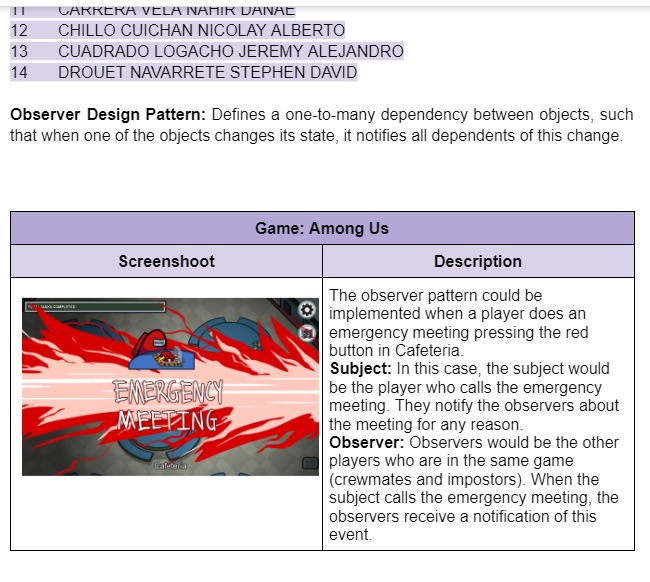 11 CARRERA VELA NAHIR DANAE
12 CHILLO CUICHAN NICOLAY ALBERTO
13 CUADRADO LOGACHO JEREMY ALEJANDRO
14 DROUET NAVARRETE STEPHEN DAVID
Observer Design Pattern: Defines a one-to-many dependency between objects, such
that when one of the objects changes its state, it notifies all dependents of this change.
Game: Among Us
Screenshoot
Description
TASKS COMPLETED
EMERGENCY
MEETING
Cafeteria
The observer pattern could be
implemented when a player does an
emergency meeting pressing the red
button in Cafeteria.
Subject: In this case, the subject would
be the player who calls the emergency
meeting. They notify the observers about
the meeting for any reason.
Observer: Observers would be the other
players who are in the same game
(crewmates and impostors). When the
subject calls the emergency meeting, the
observers receive a notification of this
event.